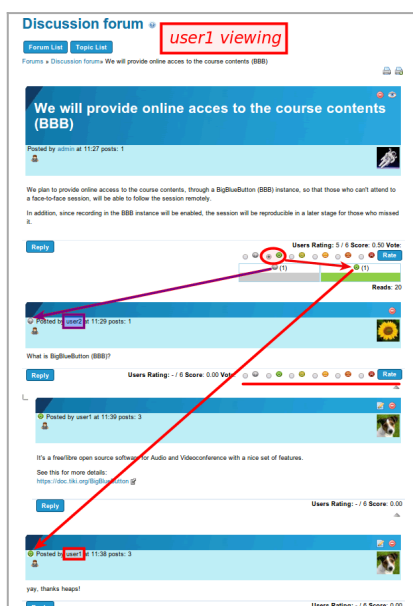 Discussion forum
user1 viewing
Forum List Topic List
Forums » Discussion forum» We will provide online acces to the course contents (BBB)
We will provide online acces to the course contents
(BBB)
Posted by admin at 11:27 posts: 1
We plan to provide online access to the course contents, through a BigBlueButton (BBB) instance, so that those who can't attend to
a face-to-face session, will be able to follow the session remotely.
In addition, since recording in the BBB instance will be enabled, the session will be reproducible in a later stage for those who missed
it.
Reply
Users Rating: 5 / 6 Score: 0.50 Vote:
Rate
(1) (1)
Reads: 20
Posted by user2 at 11:29 posts: 1
What is BigBlueButton (BBB)?
Reply Users Rating: - / 6 Score: 0.00 Vote: Rate
Posted by user1 at 11:39 posts: 3
It's a free/libre open source software for Audio and Videoconference with a nice set of features.
See this for more details:
https://doc.tiki.org/BigBlueButton
Reply Users Rating: - / 6 Score: 0.00
Posted by user1 at 11:38 posts: 3
yay, thanks heaps!
Reply Users Rating: - / 6 Score: 0.00